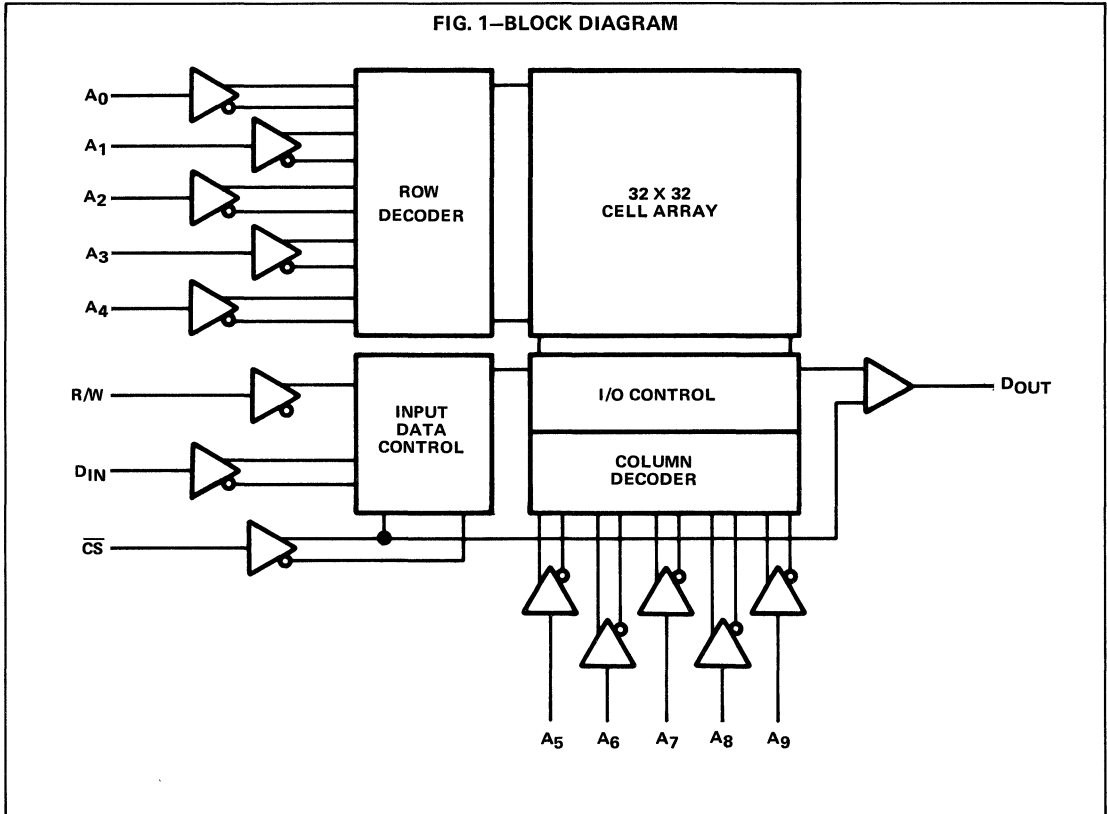 FIG. 1—BLOCK DIAGRAM
A0
A1
A2
A3
A4
ROW
DECODER
32 X 32
CELL ARRAY
R/W
DIN
C̅S̅
INPUT
DATA
CONTROL
I/O CONTROL
COLUMN
DECODER
DOUT
A5 A6 A7 A8 A9